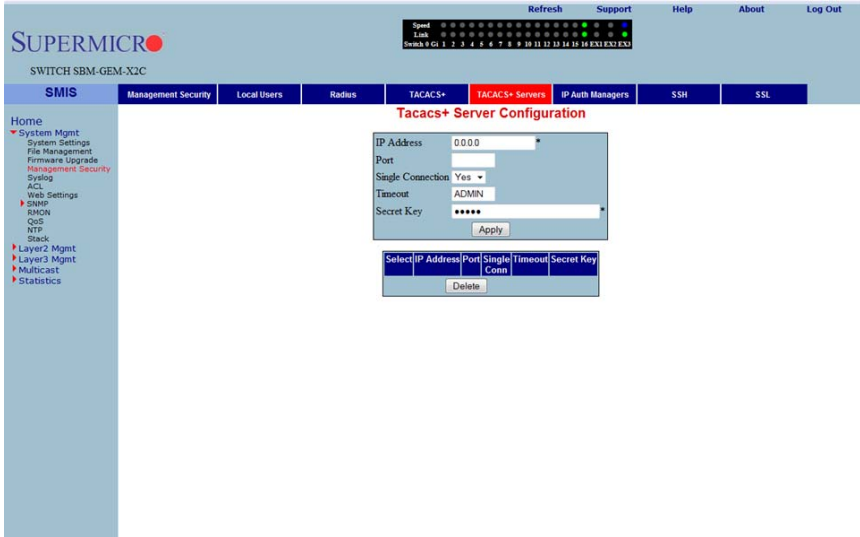 Refresh Support Help About Log Out
SUPERMICRO
Speed
Link
Switch 0 Gi 1 2 3 4 5 6 7 8 9 10 11 12 13 14 15 16 EX1 EX2 EX3
SWITCH SBM-GEM-X2C
SMIS
Management Security Local Users Radius TACACS+ TACACS+ Servers IP Auth Managers SSH SSL
Home
System Mgmt
System Settings
File Management
Firmware Upgrade
Management Security
Syslog
ACL
Web Settings
SNMP
RMON
QoS
NTP
Stack
Layer2 Mgmt
Layer3 Mgmt
Multicast
Statistics
Tacacs+ Server Configuration
IP Address 0.0.0.0 *
Port
Single Connection Yes
Timeout ADMIN
Secret Key ••••• *
Apply
Select IP Address Port Single Conn Timeout Secret Key
Delete